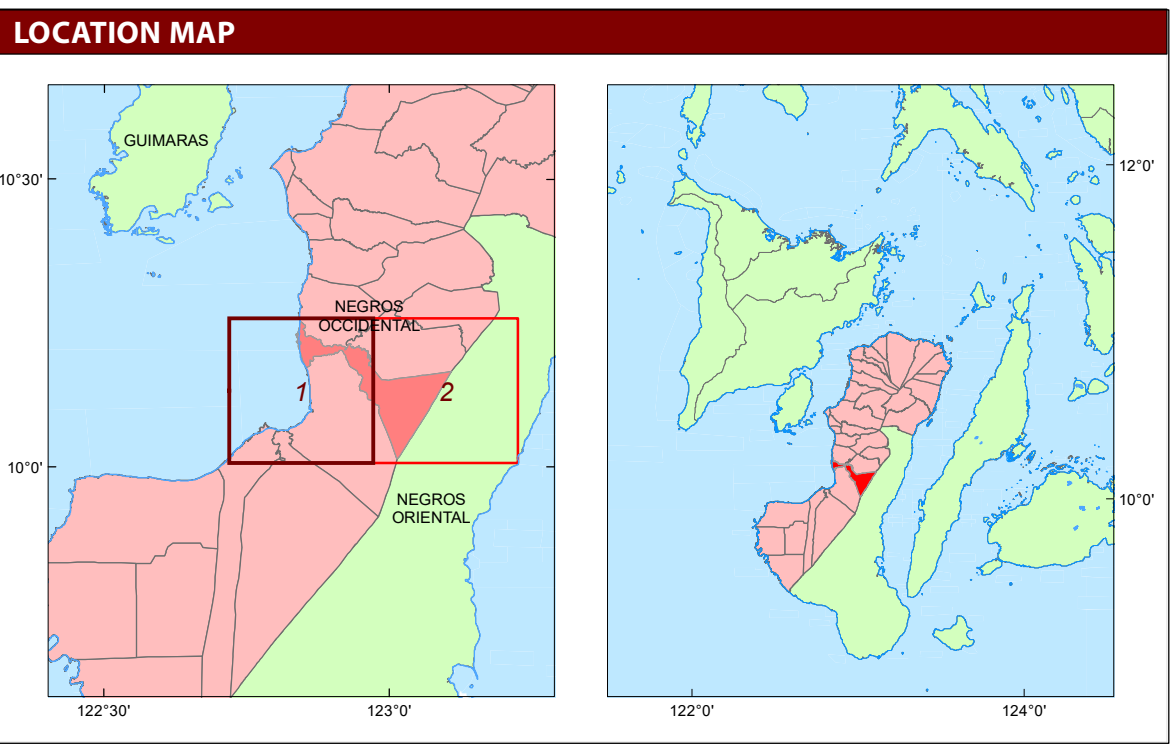 LOCATION MAP
GUIMARAS
10°30'
NEGROS
OCCIDENTAL
1
2
10°0'
NEGROS
ORIENTAL
122°30'
123°0'
12°0'
10°0'
122°0'
124°0'